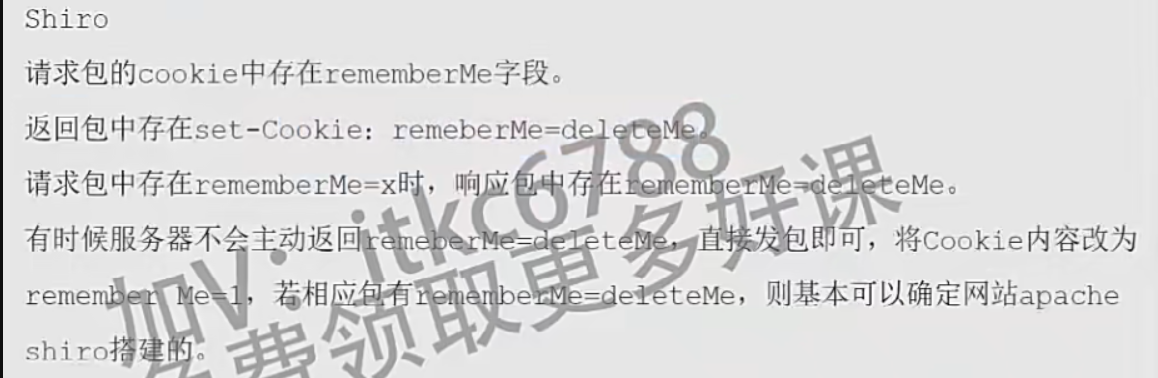 Shiro
请求包的cookie中存在rememberMe字段。
返回包中存在set-Cookie: remeberMe=deleteMe。
请求包中存在rememberMe=x时，响应包中存在rememberMe=deleteMe。
有时候服务器不会主动返回remeberMe=deleteMe，直接发包即可，将Cookie内容改为
remember Me=1，若相应包有rememberMe=deleteMe，则基本可以确定网站apache
shiro搭建的。
加V: itkc6788
免费领取更多好课